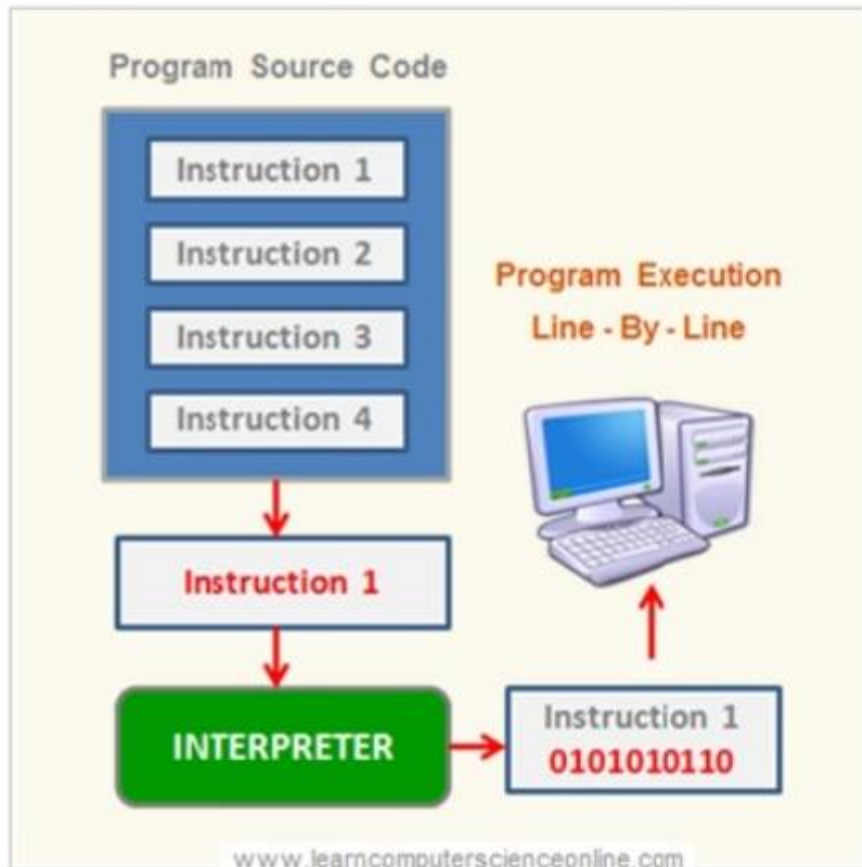 Program Source Code
Instruction 1
Instruction 2
Instruction 3
Instruction 4
Program Execution
Line - By - Line
Instruction 1
INTERPRETER
Instruction 1
0101010110
www.learncomputerscienceonline.com